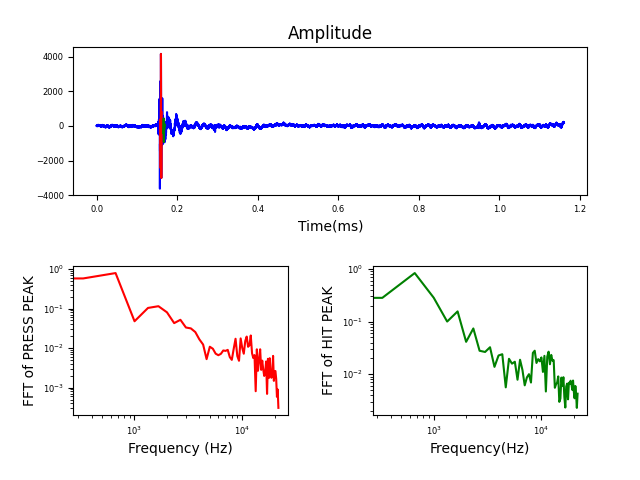 Amplitude
4000
2000
0
−2000
−4000
0.0 0.2 0.4 0.6 0.8 1.0 1.2
Time(ms)
FFT of PRESS PEAK
10⁰
10⁻¹
10⁻²
10⁻³
10³ 10⁴
Frequency (Hz)
FFT of HIT PEAK
10⁰
10⁻¹
10⁻²
10³ 10⁴
Frequency(Hz)